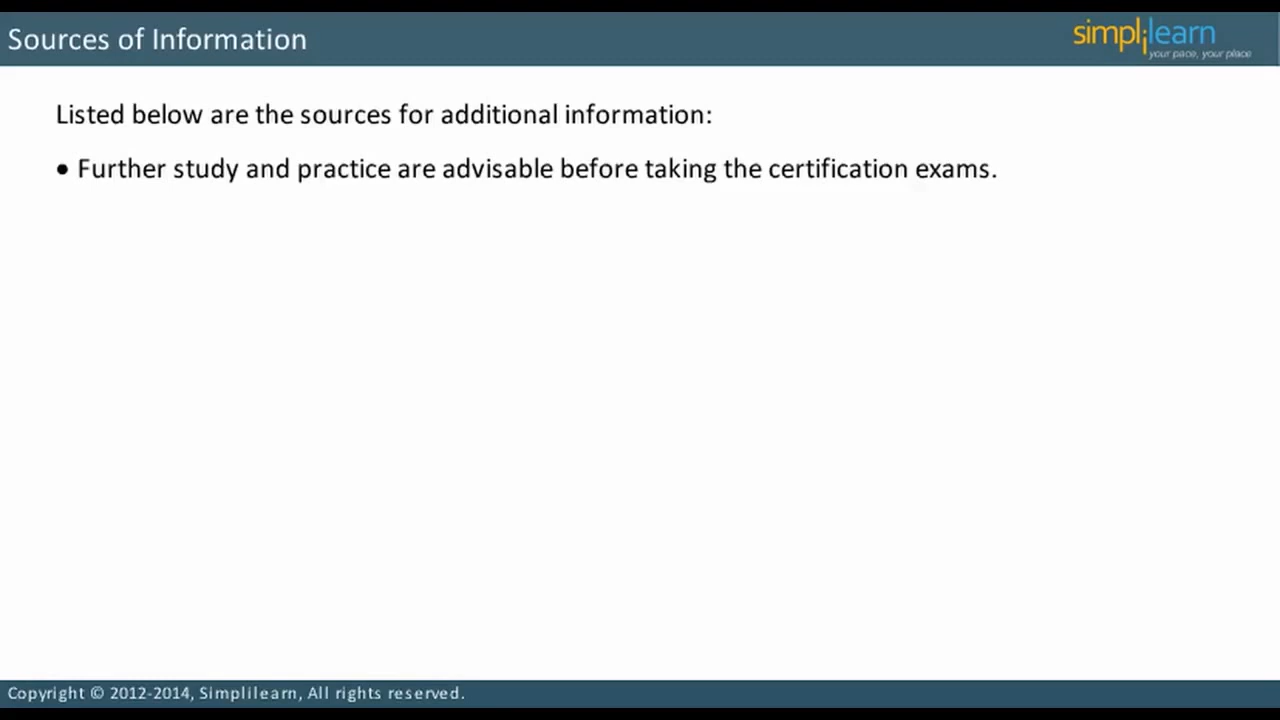 Sources of Information
simplilearn
your pace, your place
Listed below are the sources for additional information:
• Further study and practice are advisable before taking the certification exams.
Copyright © 2012-2014, Simplilearn, All rights reserved.